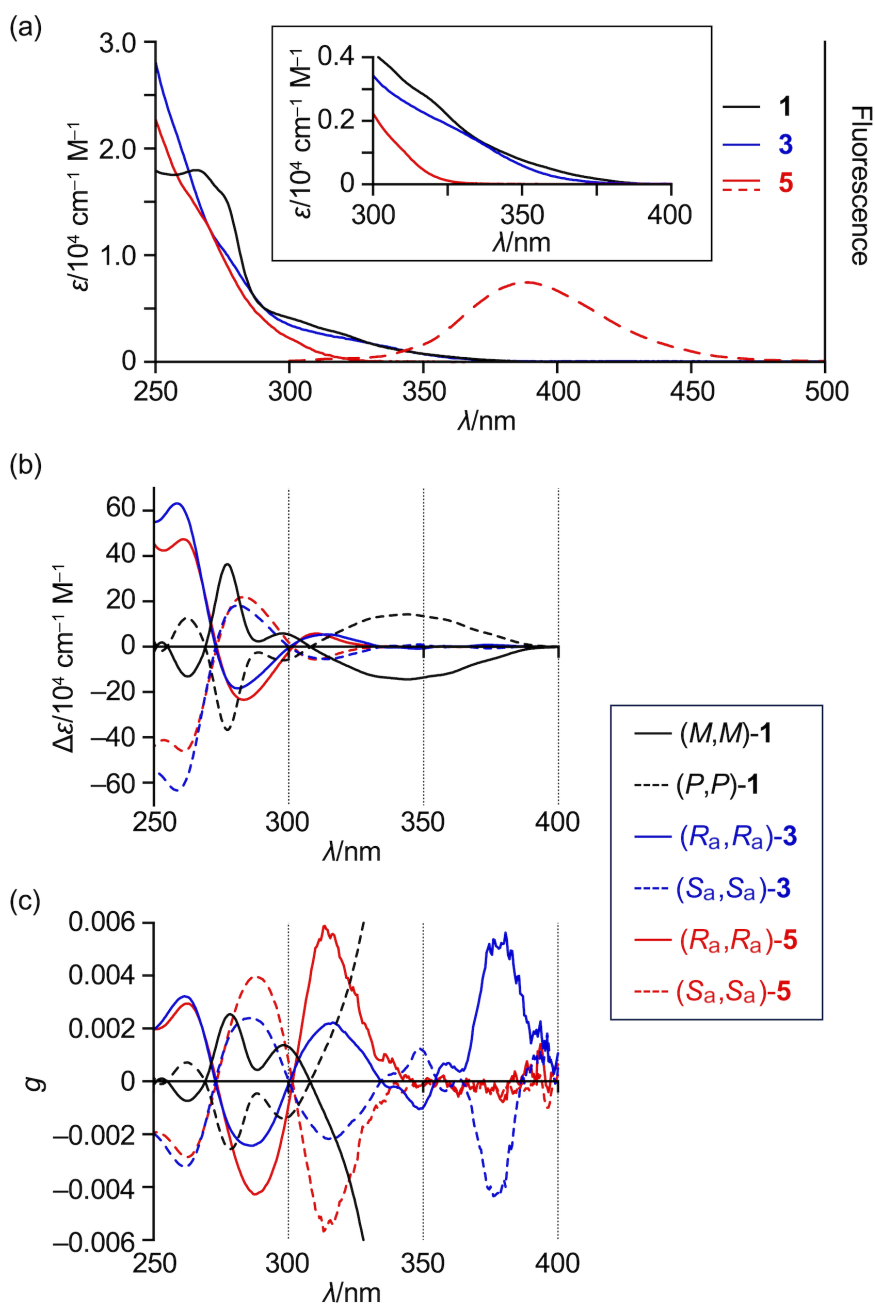 (a)
3.0
2.0
1.0
0
ε/10⁴ cm⁻¹ M⁻¹
250 300 350 400 450 500
λ/nm
0.4
0.2
0
ε/10⁴ cm⁻¹ M⁻¹
300 350 400
λ/nm
1
3
5
Fluorescence
(b)
60
40
20
0
−20
−40
−60
Δε/10⁴ cm⁻¹ M⁻¹
250 300 350 400
λ/nm
(M,M)-1
(P,P)-1
(Rₐ,Rₐ)-3
(Sₐ,Sₐ)-3
(Rₐ,Rₐ)-5
(Sₐ,Sₐ)-5
(c)
0.006
0.004
0.002
0
−0.002
−0.004
−0.006
g
250 300 350 400
λ/nm